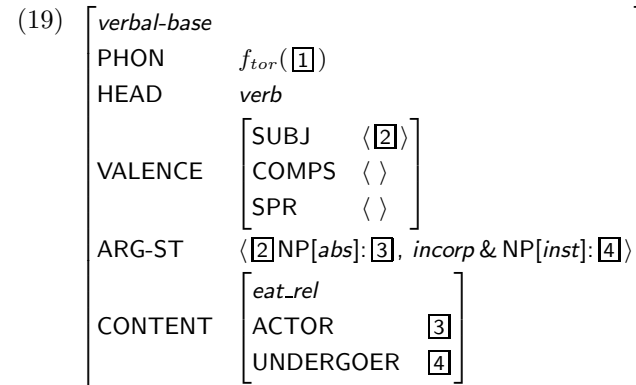 (19) verbal-base
PHON f_tor( 1 )
HEAD verb
SUBJ ⟨ 2 ⟩
VALENCE COMPS ⟨ ⟩
SPR ⟨ ⟩
ARG-ST ⟨ 2 NP[abs]: 3 , incorp & NP[inst]: 4 ⟩
eat_rel
CONTENT ACTOR 3
UNDERGOER 4